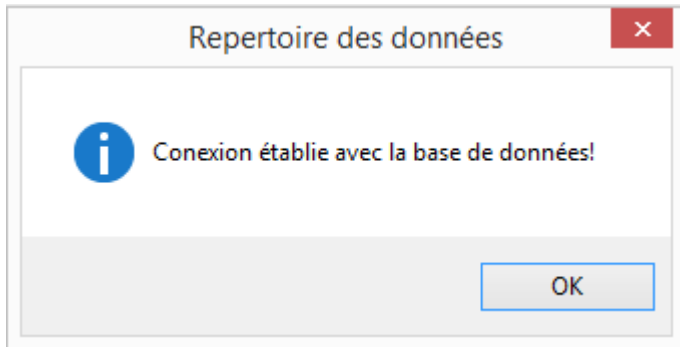 Repertoire des données
Conexion établie avec la base de données!
OK